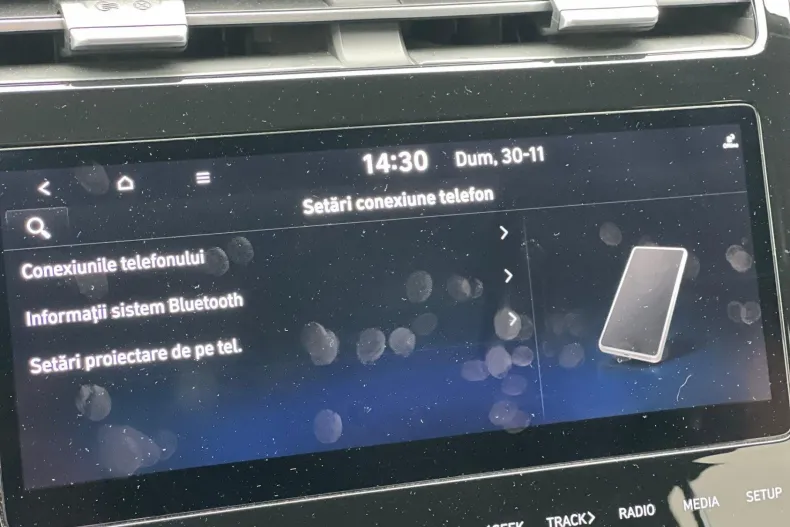 14:30 Dum, 30-11
Setări conexiune telefon
Conexiunile telefonului
Informații sistem Bluetooth
Setări proiectare de pe tel.
TRACK> RADIO MEDIA SETUP